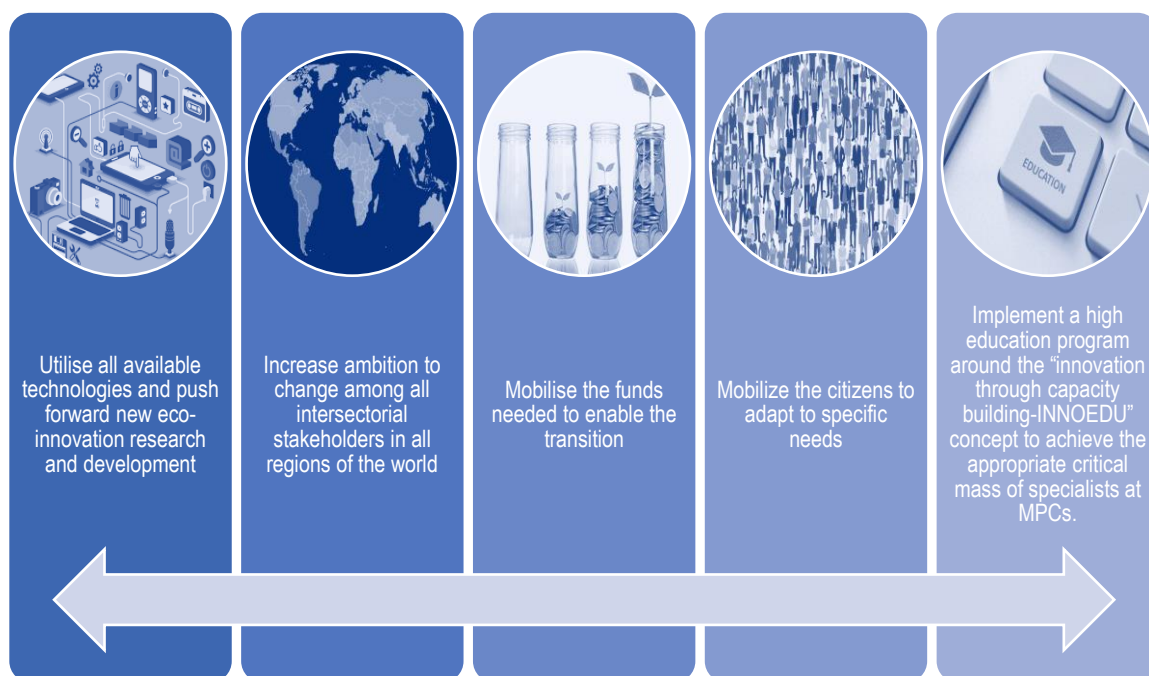 EDUCATION
Utilise all available
technologies and push
forward new eco-
innovation research
and development
Increase ambition to
change among all
intersectorial
stakeholders in all
regions of the world
Mobilise the funds
needed to enable the
transition
Mobilize the citizens to
adapt to specific
needs
Implement a high
education program
around the “innovation
through capacity
building-INNOEDU”
concept to achieve the
appropriate critical
mass of specialists at
MPCs.